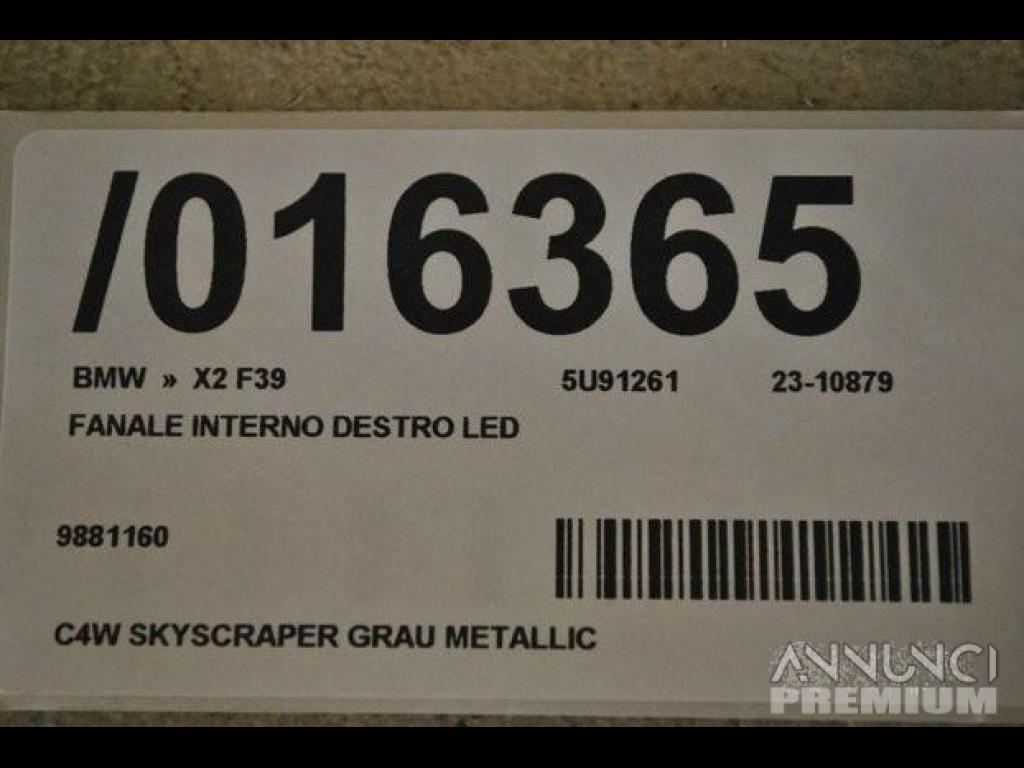 /016365
BMW » X2 F39 5U91261 23-10879
FANALE INTERNO DESTRO LED
9881160
C4W SKYSCRAPER GRAU METALLIC
ANNUNCI
PREMIUM